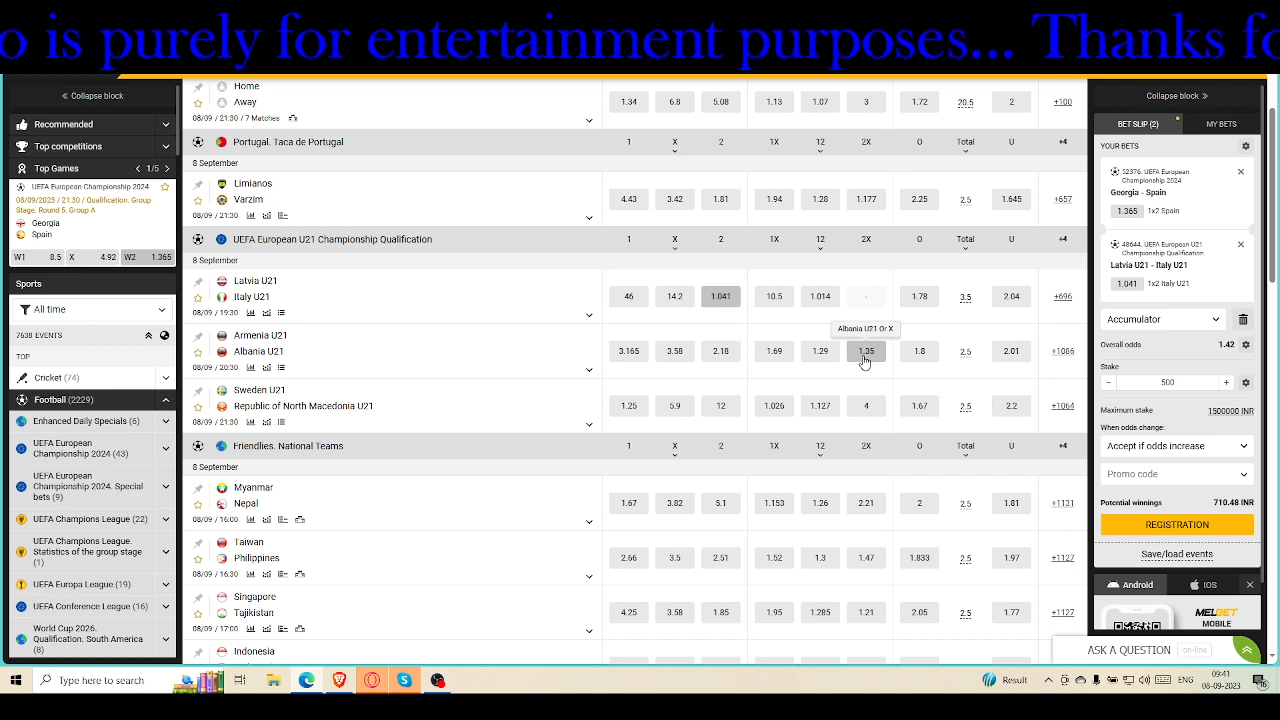 o is purely for entertainment purposes... Thanks fo
Collapse block
Recommended
Top competitions
Top Games 1/5
UEFA European Championship 2024
08/09/2023 / 21:30 / Qualification. Group
Stage. Round 5. Group A
Georgia
Spain
W1 8.5 X 4.92 W2 1.365
Sports
All time
7638 EVENTS
TOP
Cricket (74)
Football (2229)
Enhanced Daily Specials (6)
UEFA European
Championship 2024 (43)
UEFA European
Championship 2024. Special
bets (9)
UEFA Champions League (22)
UEFA Champions League.
Statistics of the group stage
(1)
UEFA Europa League (19)
UEFA Conference League (16)
World Cup 2026.
Qualification. South America
(8)
Home
Away
1.34 6.8 5.08 1.13 1.07 3 1.72 20.5 2 +100
08/09 / 21:30 / 7 Matches
Portugal. Taca de Portugal 1 X 2 1X 12 2X O Total U +4
8 September
Limianos
Varzim
4.43 3.42 1.81 1.94 1.28 1.177 2.25 2.5 1.645 +657
08/09 / 21:30
UEFA European U21 Championship Qualification 1 X 2 1X 12 2X O Total U +4
8 September
Latvia U21
Italy U21
46 14.2 1.041 10.5 1.014 - 1.78 3.5 2.04 +696
08/09 / 19:30
Albania U21 Or X
Armenia U21
Albania U21
3.165 3.58 2.18 1.69 1.29 1.35 1.8 2.5 2.01 +1086
08/09 / 20:30
Sweden U21
Republic of North Macedonia U21
1.25 5.9 12 1.026 1.127 4 1.67 2.5 2.2 +1064
08/09 / 21:30
Friendlies. National Teams 1 X 2 1X 12 2X O Total U +4
8 September
Myanmar
Nepal
1.67 3.82 5.1 1.153 1.26 2.21 2 2.5 1.81 +1131
08/09 / 16:00
Taiwan
Philippines
2.66 3.5 2.51 1.52 1.3 1.47 1.833 2.5 1.97 +1127
08/09 / 16:30
Singapore
Tajikistan
4.25 3.58 1.85 1.95 1.285 1.21 2.05 2.5 1.77 +1127
08/09 / 17:00
Indonesia
Collapse block
BET SLIP (2) MY BETS
YOUR BETS
52376. UEFA European
Championship 2024
Georgia - Spain
1.365 1x2 Spain
48644. UEFA European U21
Championship Qualification
Latvia U21 - Italy U21
1.041 1x2 Italy U21
Accumulator
Overall odds 1.42
Stake
- 500 +
Maximum stake 1500000 INR
When odds change:
Accept if odds increase
Promo code
Potential winnings 710.48 INR
REGISTRATION
Save/load events
Android IOS
MELBET
MOBILE
ASK A QUESTION on-line
Type here to search
Result
ENG
09:41
08-09-2023
16